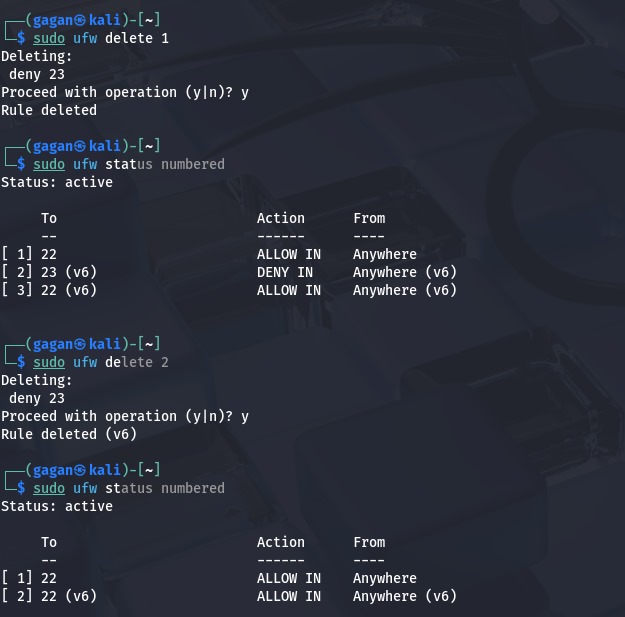 ┌──(gagan㉿kali)-[~]
└─$ sudo ufw delete 1
Deleting:
 deny 23
Proceed with operation (y|n)? y
Rule deleted
┌──(gagan㉿kali)-[~]
└─$ sudo ufw status numbered
Status: active
     To                         Action      From
     --                         ------      ----
[ 1] 22                         ALLOW IN    Anywhere
[ 2] 23 (v6)                    DENY IN     Anywhere (v6)
[ 3] 22 (v6)                    ALLOW IN    Anywhere (v6)
┌──(gagan㉿kali)-[~]
└─$ sudo ufw delete 2
Deleting:
 deny 23
Proceed with operation (y|n)? y
Rule deleted (v6)
┌──(gagan㉿kali)-[~]
└─$ sudo ufw status numbered
Status: active
     To                         Action      From
     --                         ------      ----
[ 1] 22                         ALLOW IN    Anywhere
[ 2] 22 (v6)                    ALLOW IN    Anywhere (v6)